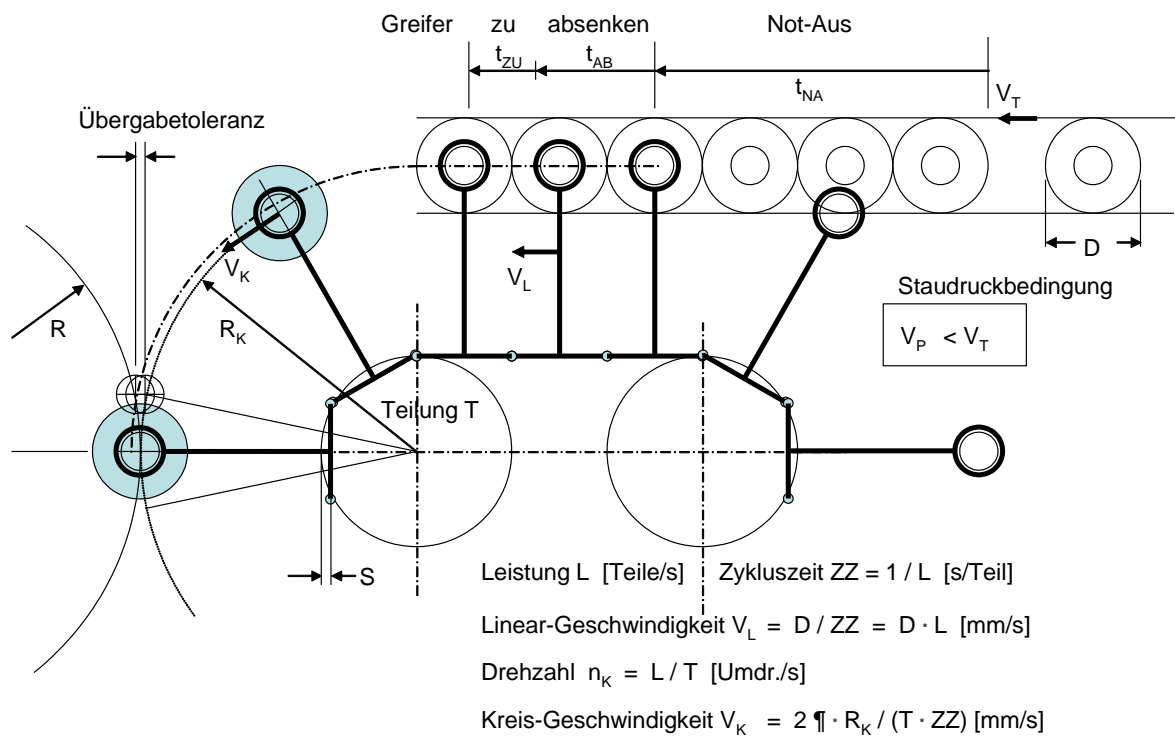 Greifer zu absenken Not-Aus
t_ZU t_AB
t_NA
V_T
Übergabetoleranz
D
V_K
V_L
Staudruckbedingung
R
R_K
V_P < V_T
Teilung T
S
Leistung L [Teile/s] Zykluszeit ZZ = 1 / L [s/Teil]
Linear-Geschwindigkeit V_L = D / ZZ = D · L [mm/s]
Drehzahl n_K = L / T [Umdr./s]
Kreis-Geschwindigkeit V_K = 2 ¶ · R_K / (T · ZZ) [mm/s]